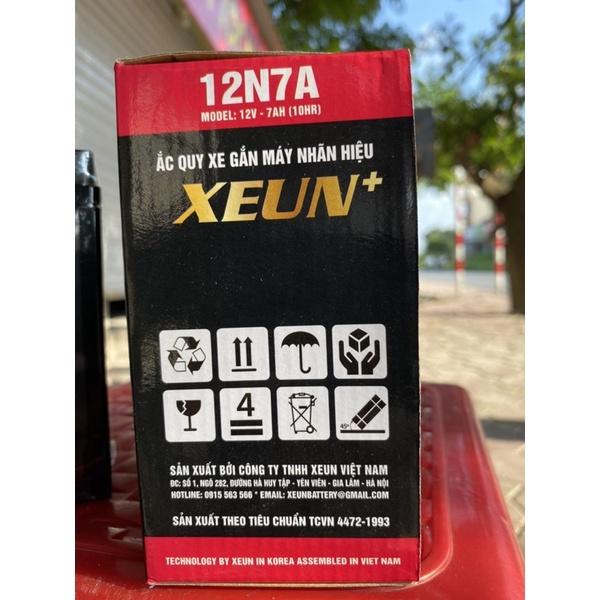 12N7A
MODEL: 12V - 7AH (10HR)
ẮC QUY XE GẮN MÁY NHÃN HIỆU
XEUN+
4
45°
SẢN XUẤT BỞI CÔNG TY TNHH XEUN VIỆT NAM
ĐC: SỐ 1, NGÕ 282, ĐƯỜNG HÀ HUY TẬP - YÊN VIÊN - GIA LÂM - HÀ NỘI
HOTLINE: 0915 563 566 * EMAIL: XEUNBATTERY@GMAIL.COM
SẢN XUẤT THEO TIÊU CHUẨN TCVN 4472-1993
TECHNOLOGY BY XEUN IN KOREA ASSEMBLED IN VIET NAM